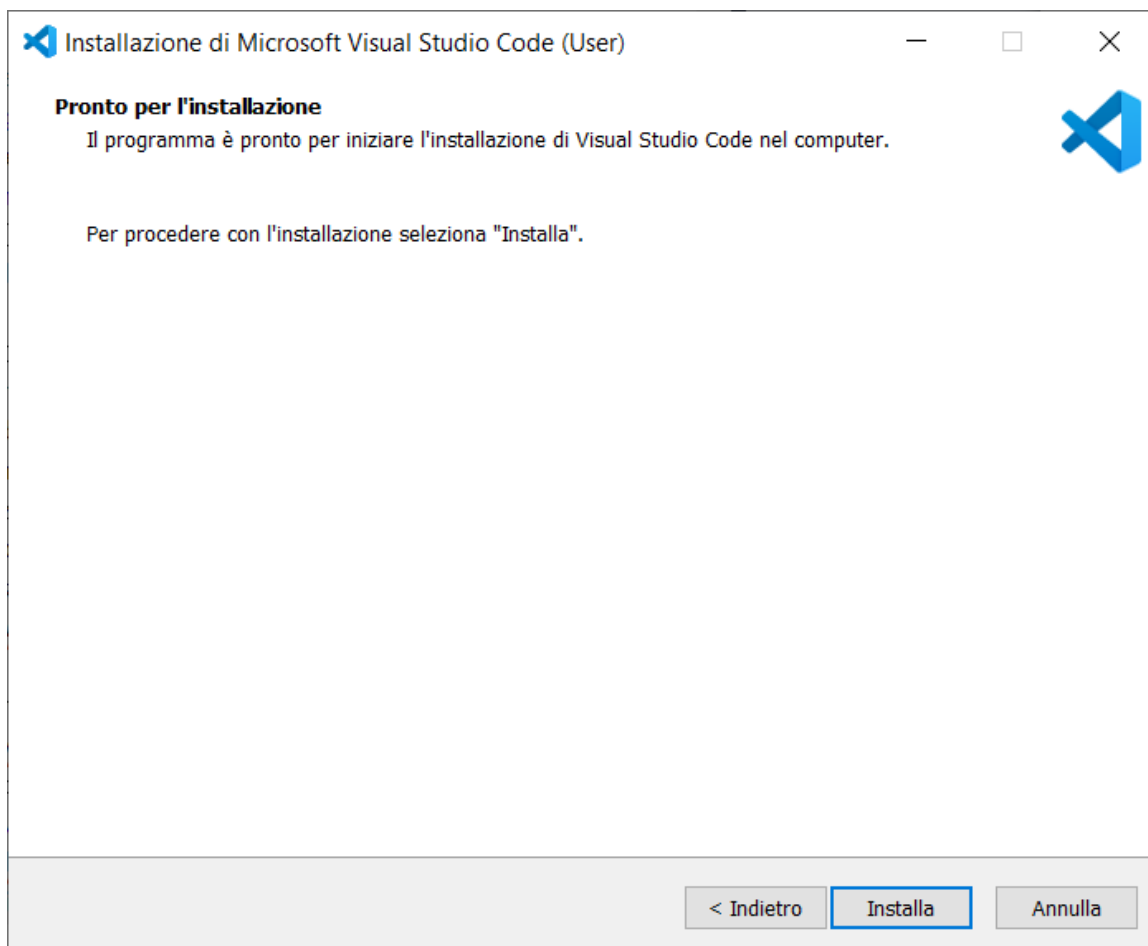 Installazione di Microsoft Visual Studio Code (User)
Pronto per l'installazione
Il programma è pronto per iniziare l'installazione di Visual Studio Code nel computer.
Per procedere con l'installazione seleziona "Installa".
< Indietro
Installa
Annulla